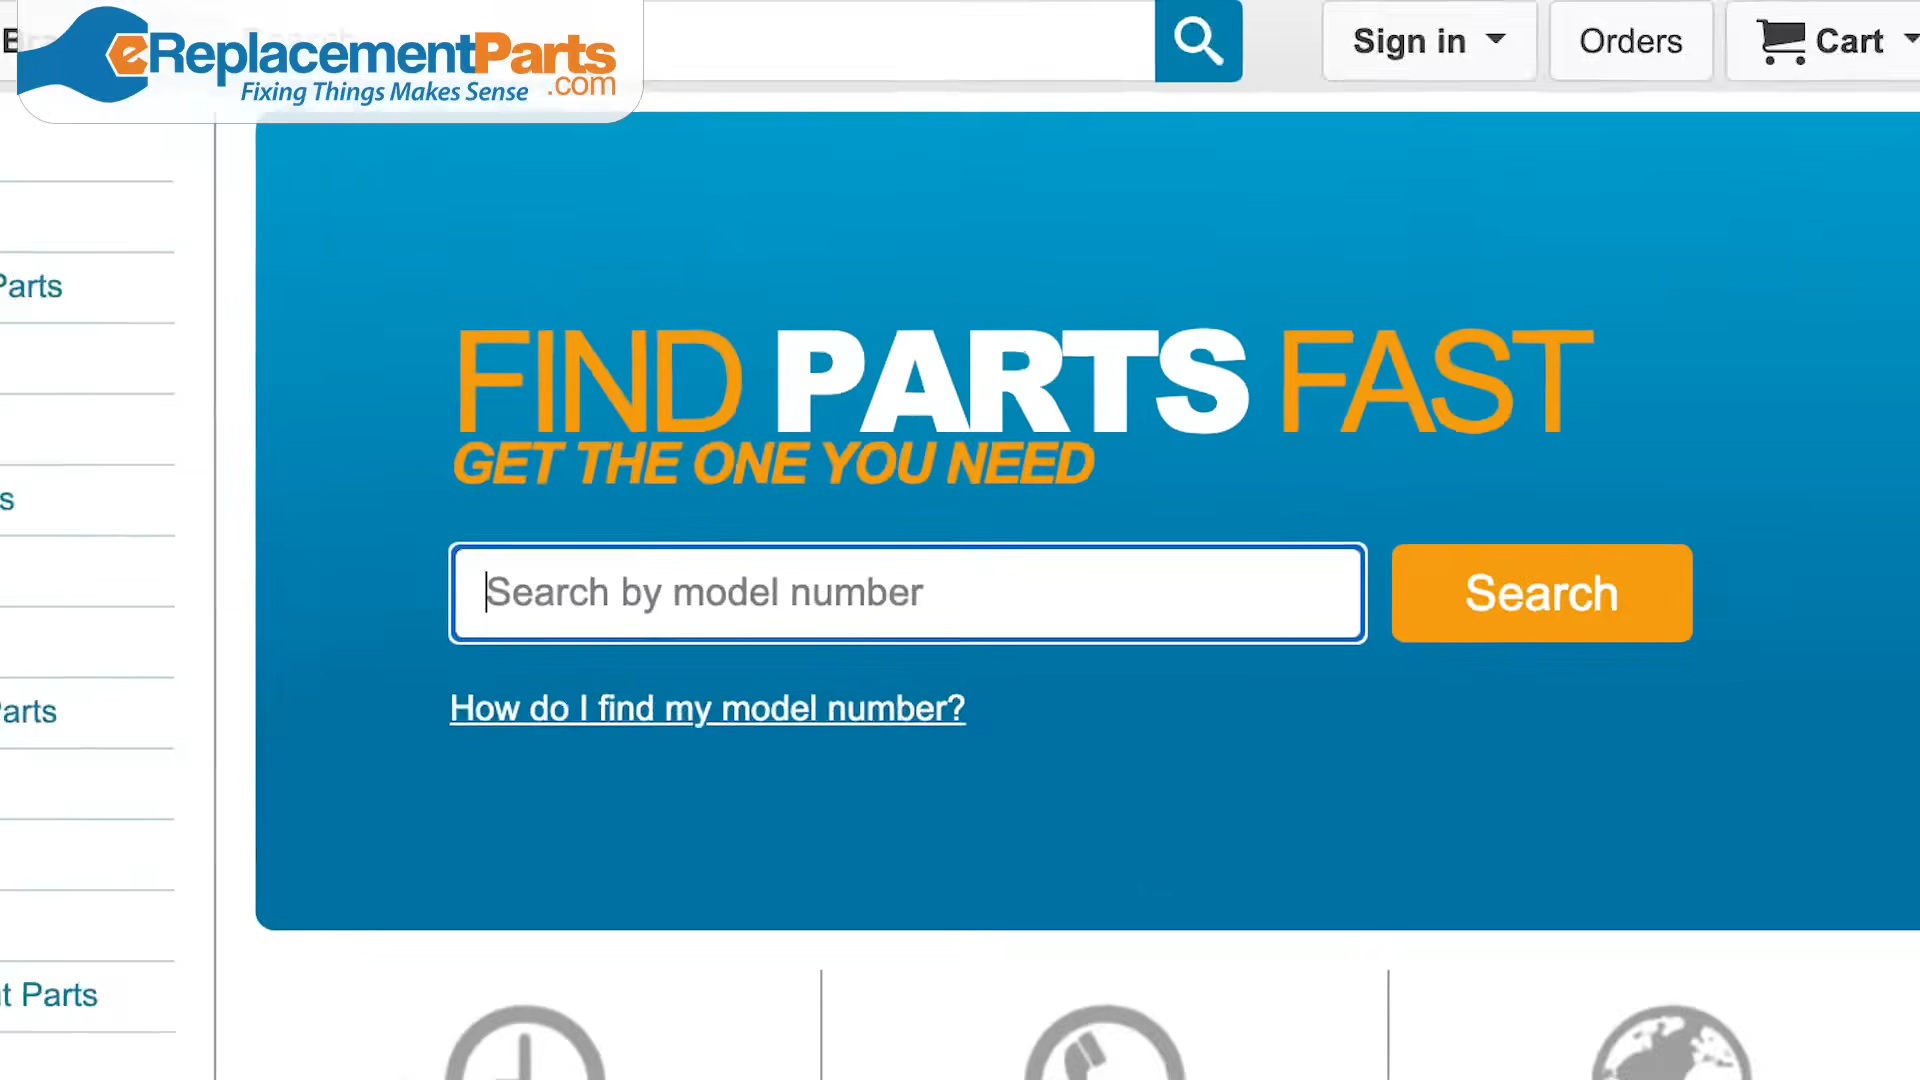 eReplacementParts
.com
Fixing Things Makes Sense
Sign in
Orders
Cart
Parts
FIND PARTS FAST
GET THE ONE YOU NEED
s
Search by model number
Search
How do I find my model number?
arts
t Parts